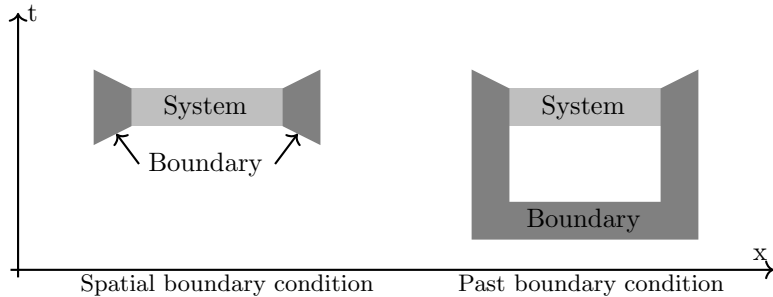 t
System
System
Boundary
Boundary
x
Spatial boundary condition
Past boundary condition